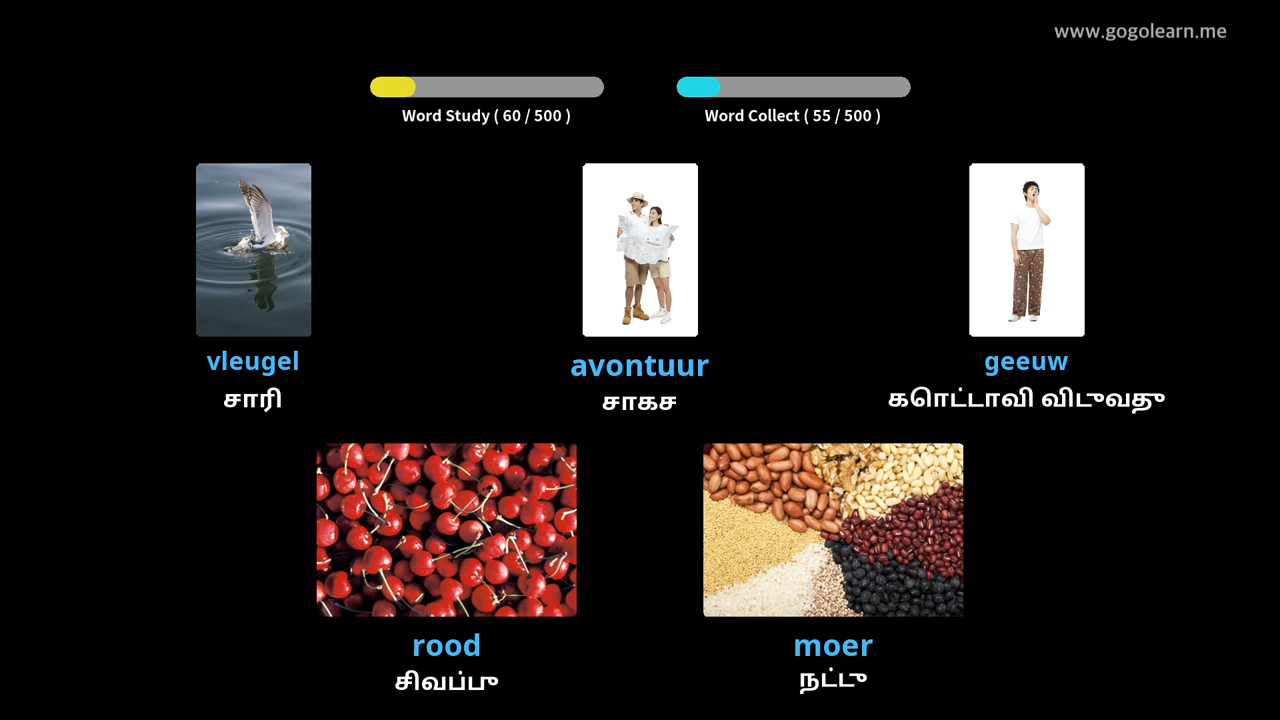 www.gogolearn.me
Word Study ( 60 / 500 )
Word Collect ( 55 / 500 )
vleugel
avontuur
geeuw
சாரி
சாகச
கொட்டாவி விடுவது
rood
moer
சிவப்பு
நட்டு